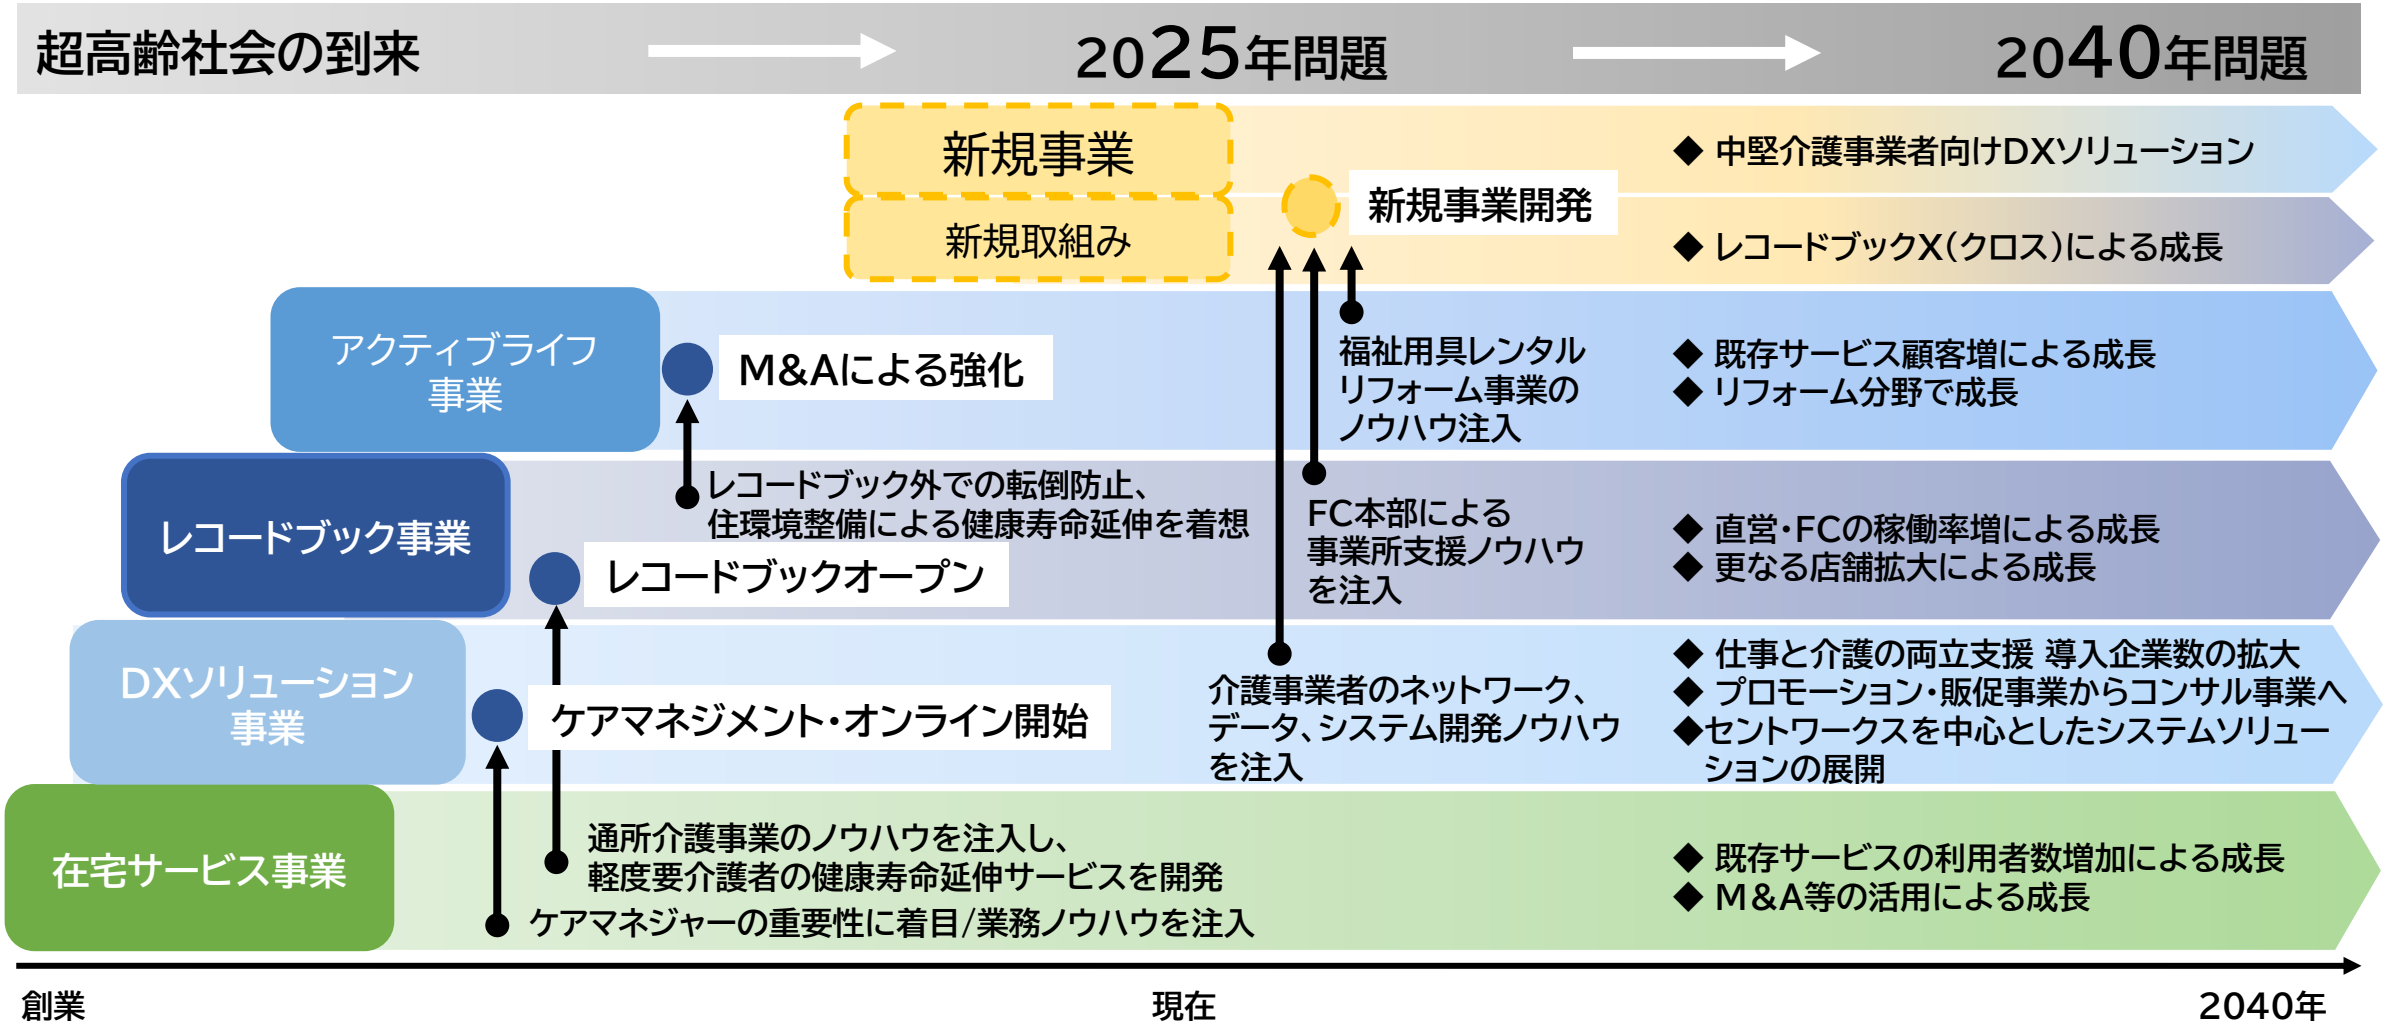 超高齢社会の到来
2025年問題
2040年問題
新規事業
◆ 中堅介護事業者向けDXソリューション
新規事業開発
新規取組み
◆ レコードブックX(クロス)による成長
アクティブライフ
事業
M&Aによる強化
福祉用具レンタル
リフォーム事業の
ノウハウ注入
◆ 既存サービス顧客増による成長
◆ リフォーム分野で成長
レコードブック事業
レコードブック外での転倒防止、
住環境整備による健康寿命延伸を着想
レコードブックオープン
FC本部による
事業所支援ノウハウ
を注入
◆ 直営・FCの稼働率増による成長
◆ 更なる店舗拡大による成長
DXソリューション
事業
ケアマネジメント・オンライン開始
介護事業者のネットワーク、
データ、システム開発ノウハウ
を注入
◆ 仕事と介護の両立支援 導入企業数の拡大
◆ プロモーション・販促事業からコンサル事業へ
◆セントワークスを中心としたシステムソリュー
ションの展開
在宅サービス事業
通所介護事業のノウハウを注入し、
軽度要介護者の健康寿命延伸サービスを開発
ケアマネジャーの重要性に着目/業務ノウハウを注入
◆ 既存サービスの利用者数増加による成長
◆ M&A等の活用による成長
創業
現在
2040年